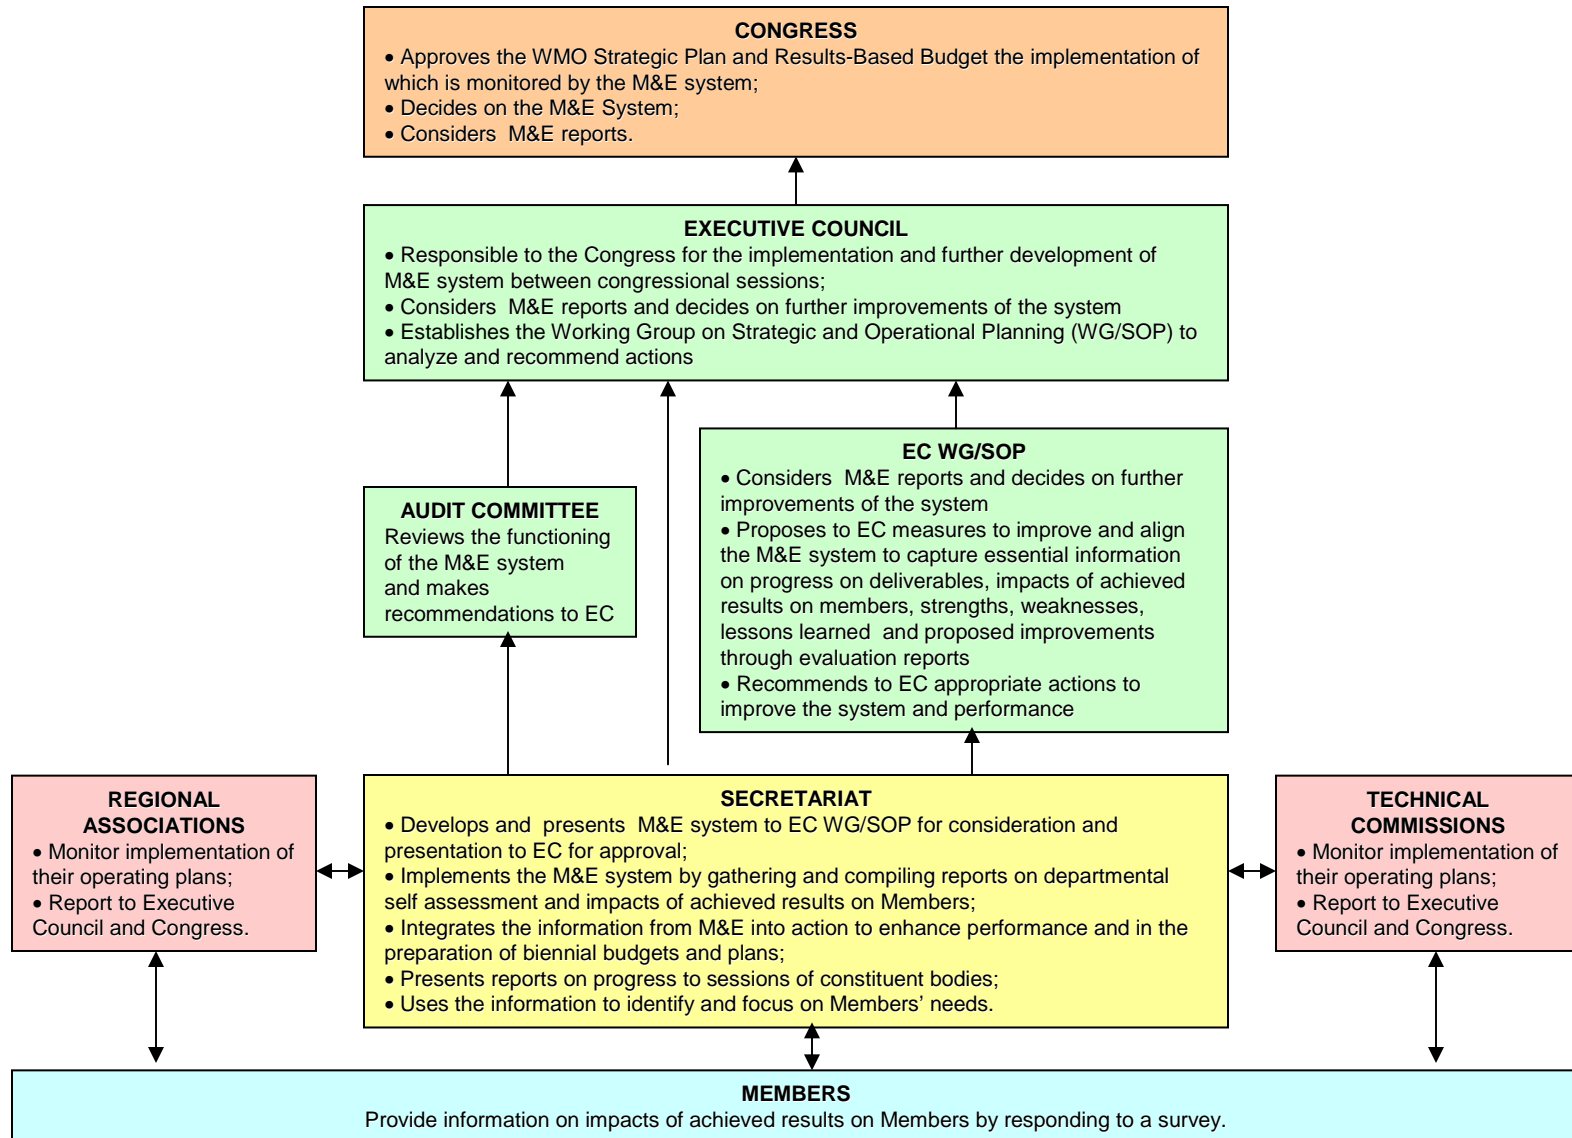 CONGRESS
• Approves the WMO Strategic Plan and Results-Based Budget the implementation of
which is monitored by the M&E system;
• Decides on the M&E System;
• Considers M&E reports.
EXECUTIVE COUNCIL
• Responsible to the Congress for the implementation and further development of
M&E system between congressional sessions;
• Considers M&E reports and decides on further improvements of the system
• Establishes the Working Group on Strategic and Operational Planning (WG/SOP) to
analyze and recommend actions
AUDIT COMMITTEE
Reviews the functioning
of the M&E system
and makes
recommendations to EC
EC WG/SOP
• Considers M&E reports and decides on further
improvements of the system
• Proposes to EC measures to improve and align
the M&E system to capture essential information
on progress on deliverables, impacts of achieved
results on members, strengths, weaknesses,
lessons learned and proposed improvements
through evaluation reports
• Recommends to EC appropriate actions to
improve the system and performance
REGIONAL
ASSOCIATIONS
• Monitor implementation of
their operating plans;
• Report to Executive
Council and Congress.
SECRETARIAT
• Develops and presents M&E system to EC WG/SOP for consideration and
presentation to EC for approval;
• Implements the M&E system by gathering and compiling reports on departmental
self assessment and impacts of achieved results on Members;
• Integrates the information from M&E into action to enhance performance and in the
preparation of biennial budgets and plans;
• Presents reports on progress to sessions of constituent bodies;
• Uses the information to identify and focus on Members’ needs.
TECHNICAL
COMMISSIONS
• Monitor implementation of
their operating plans;
• Report to Executive
Council and Congress.
MEMBERS
Provide information on impacts of achieved results on Members by responding to a survey.